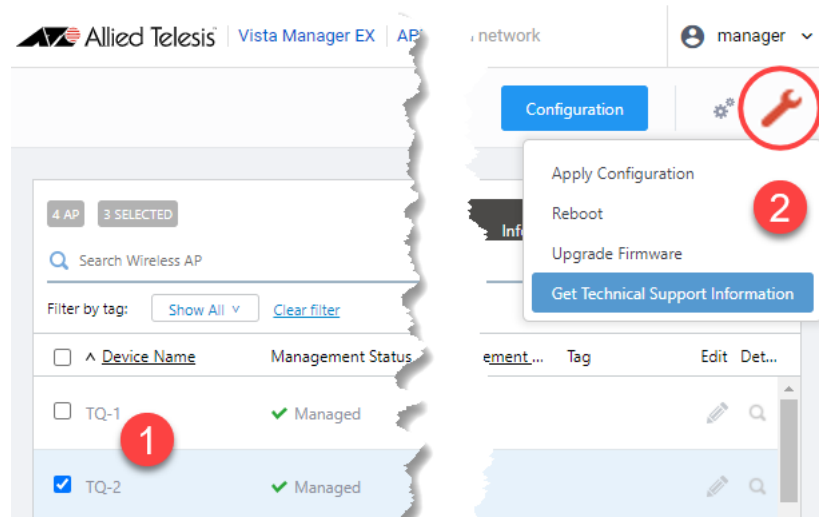 Allied Telesis Vista Manager EX network manager
Configuration
Apply Configuration
4 AP 3 SELECTED
Reboot 2
Search Wireless AP
Upgrade Firmware
Get Technical Support Information
Filter by tag: Show All Clear filter
Device Name Management Status Tag Edit Det...
TQ-1 Managed
1
TQ-2 Managed